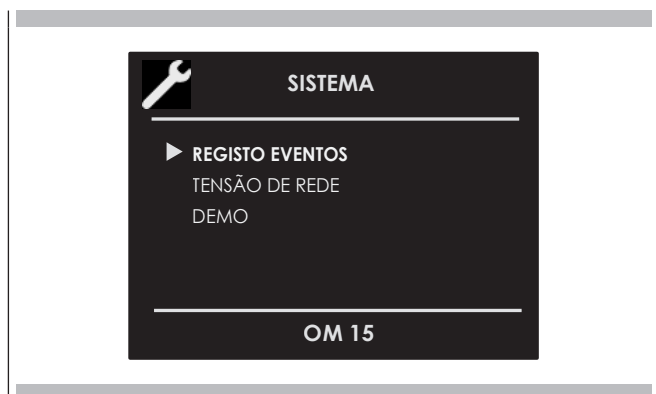 SISTEMA
REGISTO EVENTOS
TENSÃO DE REDE
DEMO
OM 15